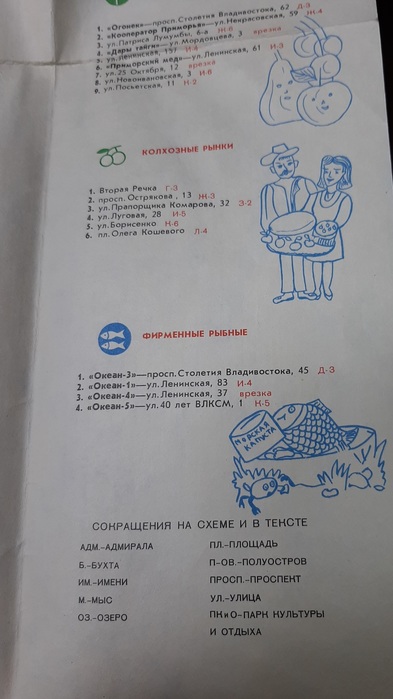 1. «Огонек»—просп. Столетия Владивостока, 62 Д-3
2. «Кооператор Приморья»—ул. Некрасовская, 59 Ж-4
3. ул. Патриса Лумумбы, 6-а Ж-6
4. «Дары тайги»—ул. Мордовцева, 3 врезка
5. ул. Ленинская, 157 И-4
6. «Приморский мед»—ул. Ленинская, 61 И-3
7. ул. 25 Октября, 12 врезка
8. ул. Новоивановская, 3 И-6
9. ул. Посьетская, 11 Н-2
КОЛХОЗНЫЕ РЫНКИ
1. Вторая Речка Г-3
2. просп. Острякова, 13 Ж-3
3. ул. Прапорщика Комарова, 32 З-2
4. ул. Луговая, 28 И-5
5. ул. Борисенко К-6
6. пл. Олега Кошевого Л-4
ФИРМЕННЫЕ РЫБНЫЕ
1. «Океан-3»—просп. Столетия Владивостока, 45 Д-3
2. «Океан-1»—ул. Ленинская, 83 И-4
3. «Океан-4»—ул. Ленинская, 37 врезка
4. «Океан-5»—ул. 40 лет ВЛКСМ, 1 К-5
МОРСКАЯ
КАПУСТА
СОКРАЩЕНИЯ НА СХЕМЕ И В ТЕКСТЕ
АДМ.-АДМИРАЛА
Б.-БУХТА
ИМ.-ИМЕНИ
М.-МЫС
ОЗ.-ОЗЕРО
ПЛ.-ПЛОЩАДЬ
П-ОВ.-ПОЛУОСТРОВ
ПРОСП.-ПРОСПЕКТ
УЛ.-УЛИЦА
ПКиО-ПАРК КУЛЬТУРЫ
И ОТДЫХА